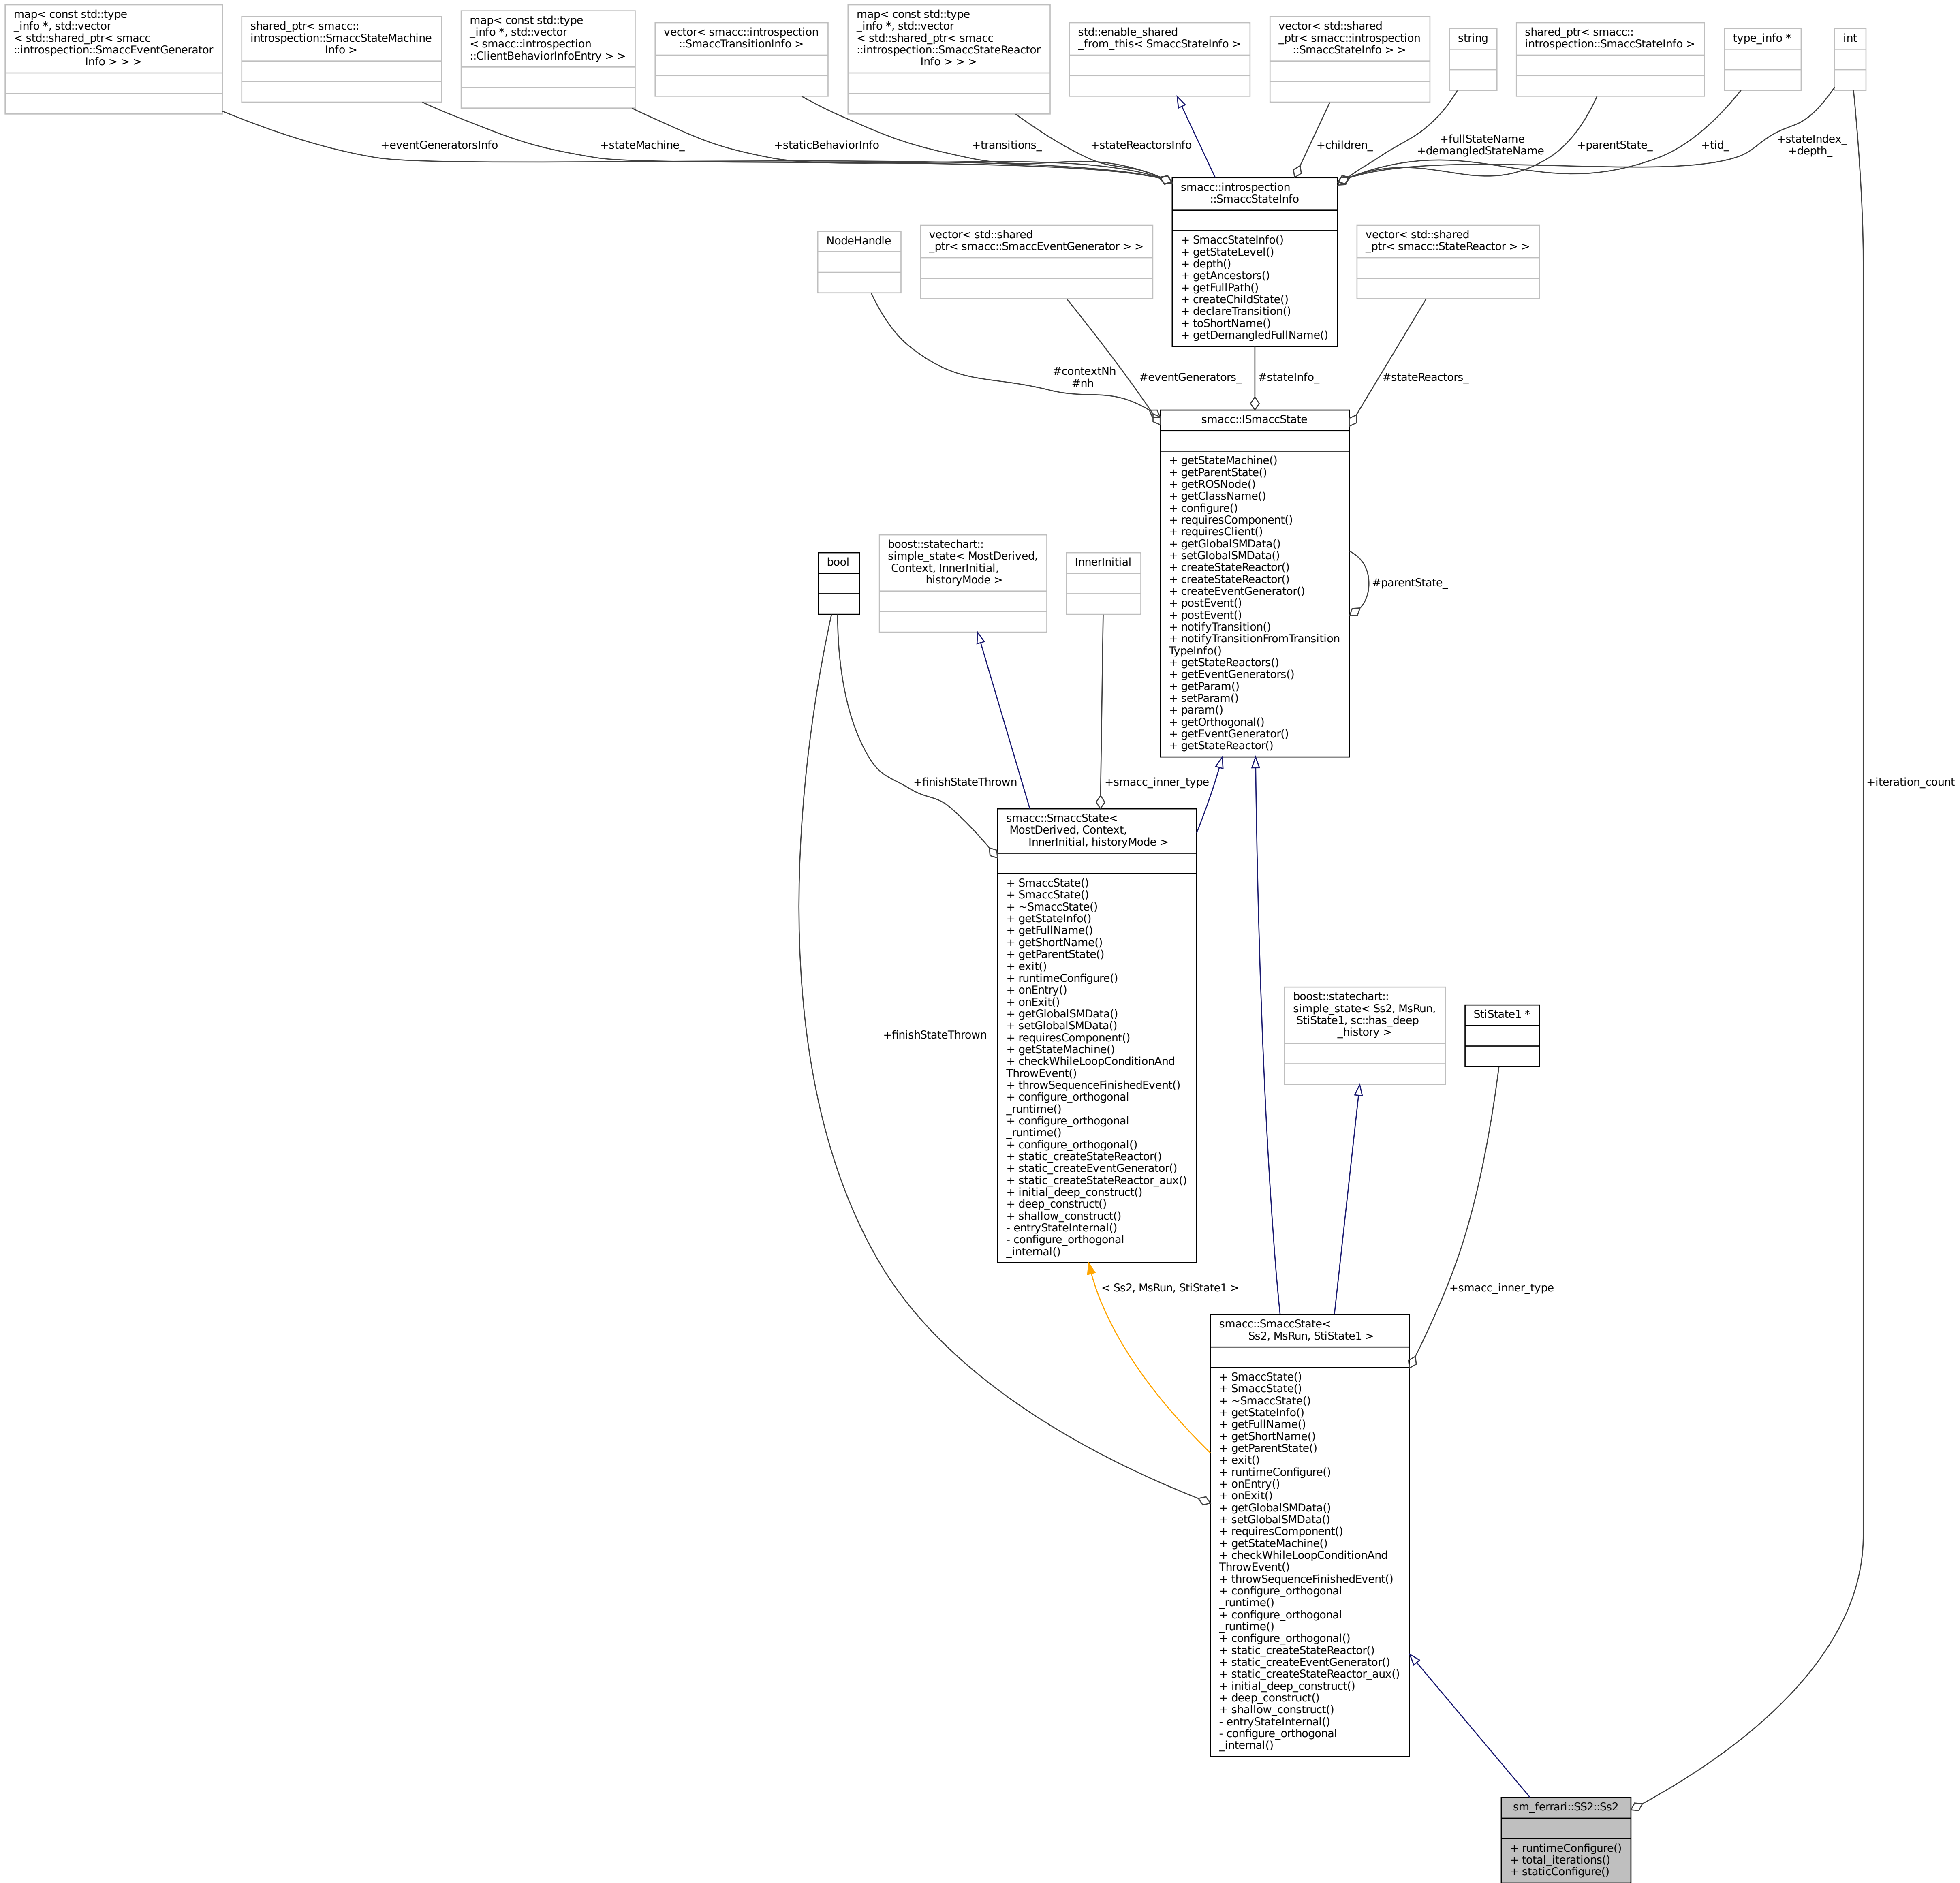 map< const std::type
_info *, std::vector
< std::shared_ptr< smacc
::introspection::SmaccEventGenerator
Info > > >
shared_ptr< smacc::
introspection::SmaccStateMachine
Info >
map< const std::type
_info *, std::vector
< smacc::introspection
::ClientBehaviorInfoEntry > >
vector< smacc::introspection
::SmaccTransitionInfo >
map< const std::type
_info *, std::vector
< std::shared_ptr< smacc
::introspection::SmaccStateReactor
Info > > >
std::enable_shared
_from_this< SmaccStateInfo >
vector< std::shared
_ptr< smacc::introspection
::SmaccStateInfo > >
string
shared_ptr< smacc::
introspection::SmaccStateInfo >
type_info *
int
+eventGeneratorsInfo
+stateMachine_
+staticBehaviorInfo
+transitions_
+stateReactorsInfo
+children_
+fullStateName
+demangledStateName
+parentState_
+tid_
+stateIndex_
+depth_
smacc::introspection
::SmaccStateInfo
+ SmaccStateInfo()
+ getStateLevel()
+ depth()
+ getAncestors()
+ getFullPath()
+ createChildState()
+ declareTransition()
+ toShortName()
+ getDemangledFullName()
NodeHandle
vector< std::shared
_ptr< smacc::SmaccEventGenerator > >
vector< std::shared
_ptr< smacc::StateReactor > >
#contextNh
#nh
#eventGenerators_
#stateInfo_
#stateReactors_
smacc::ISmaccState
+ getStateMachine()
+ getParentState()
+ getROSNode()
+ getClassName()
+ configure()
+ requiresComponent()
+ requiresClient()
+ getGlobalSMData()
+ setGlobalSMData()
+ createStateReactor()
+ createStateReactor()
+ createEventGenerator()
+ postEvent()
+ postEvent()
+ notifyTransition()
+ notifyTransitionFromTransition
TypeInfo()
+ getStateReactors()
+ getEventGenerators()
+ getParam()
+ setParam()
+ param()
+ getOrthogonal()
+ getEventGenerator()
+ getStateReactor()
#parentState_
bool
boost::statechart::
simple_state< MostDerived,
Context, InnerInitial,
historyMode >
InnerInitial
+finishStateThrown
+smacc_inner_type
+iteration_count
smacc::SmaccState<
MostDerived, Context,
InnerInitial, historyMode >
+ SmaccState()
+ SmaccState()
+ ~SmaccState()
+ getStateInfo()
+ getFullName()
+ getShortName()
+ getParentState()
+ exit()
+ runtimeConfigure()
+ onEntry()
+ onExit()
+ getGlobalSMData()
+ setGlobalSMData()
+ requiresComponent()
+ getStateMachine()
+ checkWhileLoopConditionAnd
ThrowEvent()
+ throwSequenceFinishedEvent()
+ configure_orthogonal
_runtime()
+ configure_orthogonal
_runtime()
+ configure_orthogonal()
+ static_createStateReactor()
+ static_createEventGenerator()
+ static_createStateReactor_aux()
+ initial_deep_construct()
+ deep_construct()
+ shallow_construct()
- entryStateInternal()
- configure_orthogonal
_internal()
+finishStateThrown
boost::statechart::
simple_state< Ss2, MsRun,
StiState1, sc::has_deep
_history >
StiState1 *
< Ss2, MsRun, StiState1 >
+smacc_inner_type
smacc::SmaccState<
Ss2, MsRun, StiState1 >
+ SmaccState()
+ SmaccState()
+ ~SmaccState()
+ getStateInfo()
+ getFullName()
+ getShortName()
+ getParentState()
+ exit()
+ runtimeConfigure()
+ onEntry()
+ onExit()
+ getGlobalSMData()
+ setGlobalSMData()
+ requiresComponent()
+ getStateMachine()
+ checkWhileLoopConditionAnd
ThrowEvent()
+ throwSequenceFinishedEvent()
+ configure_orthogonal
_runtime()
+ configure_orthogonal
_runtime()
+ configure_orthogonal()
+ static_createStateReactor()
+ static_createEventGenerator()
+ static_createStateReactor_aux()
+ initial_deep_construct()
+ deep_construct()
+ shallow_construct()
- entryStateInternal()
- configure_orthogonal
_internal()
sm_ferrari::SS2::Ss2
+ runtimeConfigure()
+ total_iterations()
+ staticConfigure()